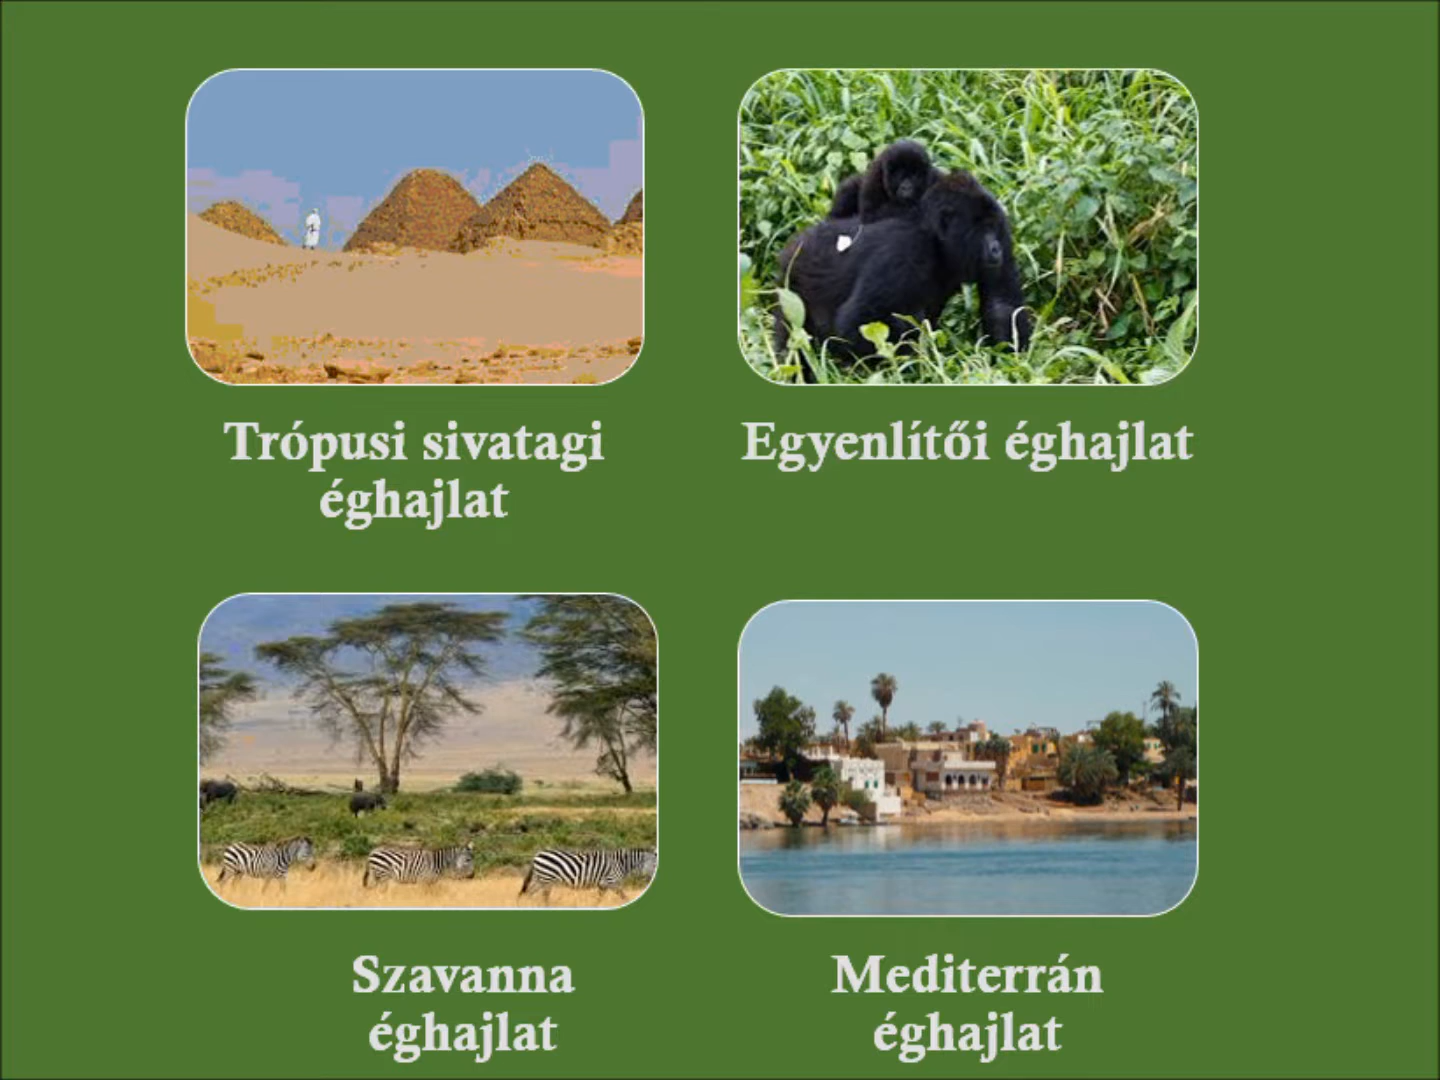 Trópusi sivatagi
éghajlat
Egyenlítői éghajlat
Szavanna
éghajlat
Mediterrán
éghajlat